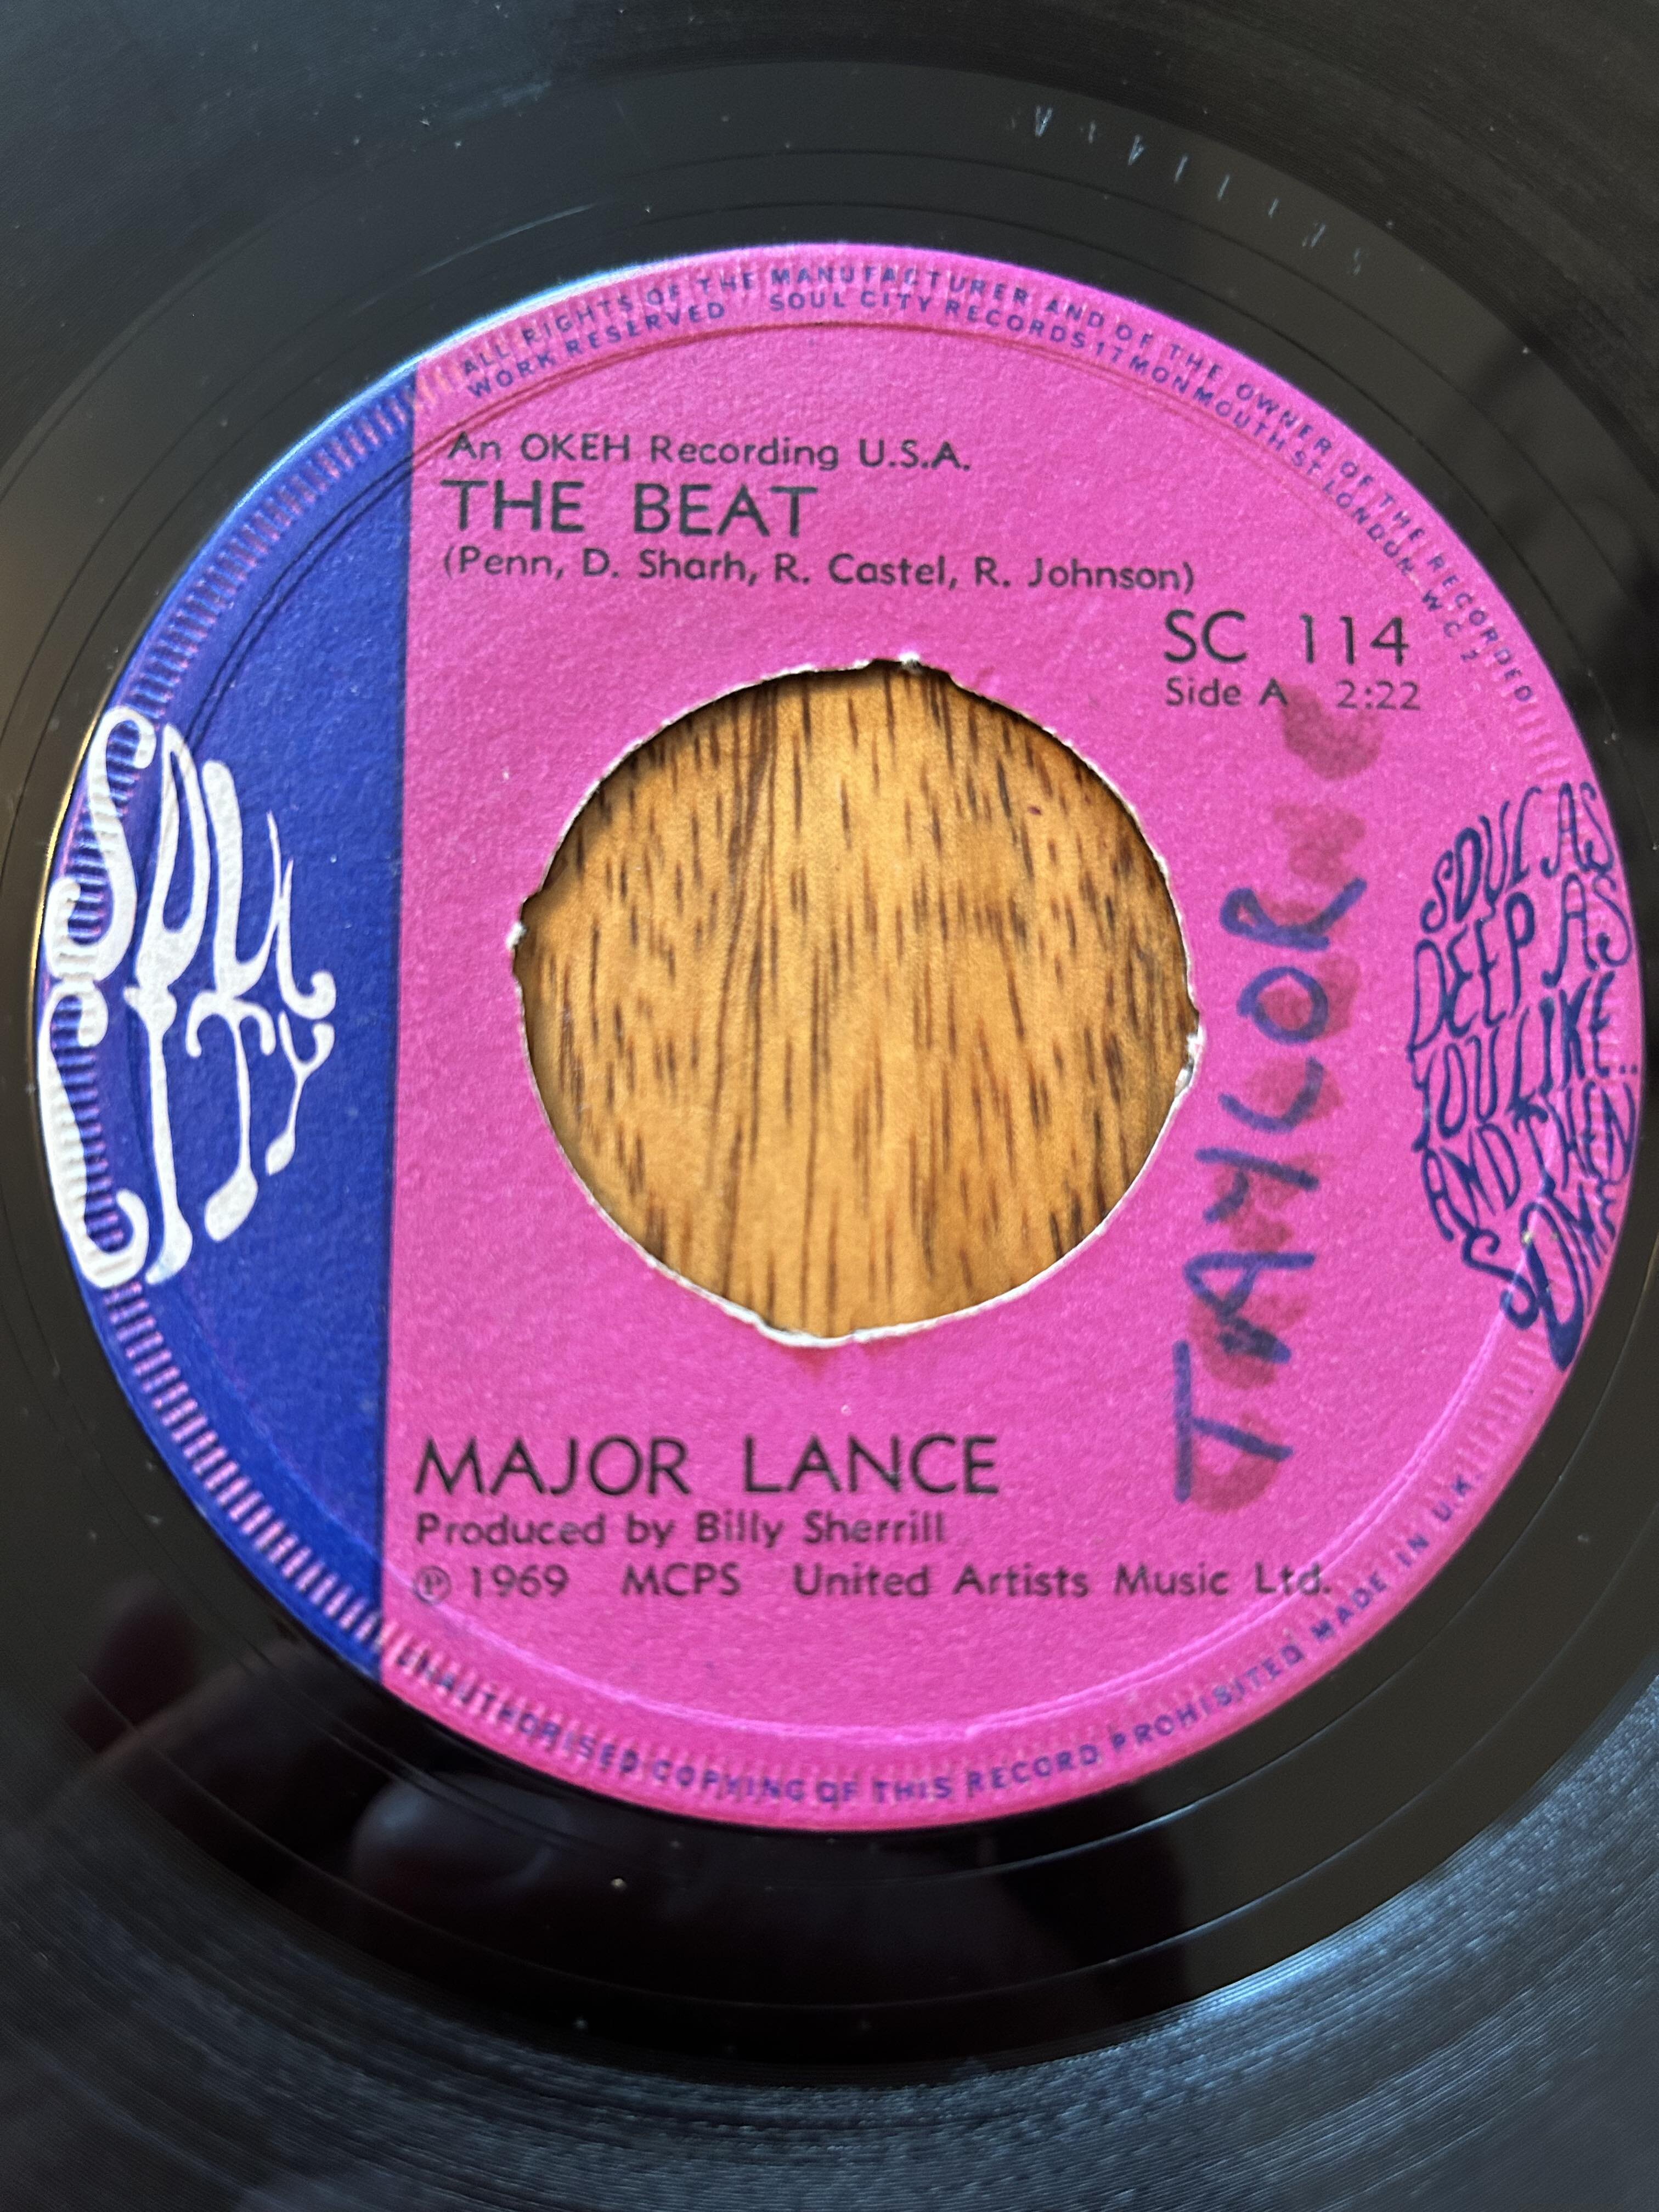 ALL RIGHTS OF THE MANUFACTURER AND OF THE OWNER OF THE RECORDED
WORK RESERVED SOUL CITY RECORDS 17 MONMOUTH ST. LONDON W C 2
An OKEH Recording U.S.A.
THE BEAT
(Penn, D. Sharh, R. Castel, R. Johnson)
SC 114
Side A 2:22
SOUL
CITY
TAYLOR
SOUL AS
DEEP AS
YOU LIKE..
AND THEN
SOME
MAJOR LANCE
Produced by Billy Sherrill
℗ 1969 MCPS United Artists Music Ltd.
UNAUTHORISED COPYING OF THIS RECORD PROHIBITED MADE IN U.K.